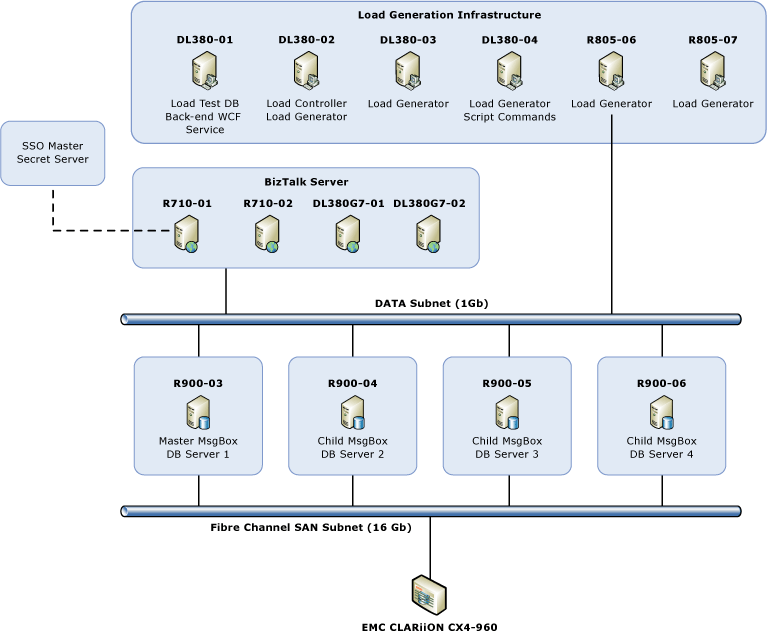 Load Generation Infrastructure
DL380-01 DL380-02 DL380-03 DL380-04 R805-06 R805-07
Load Test DB
Back-end WCF
Service
Load Controller
Load Generator
Load Generator
Load Generator
Script Commands
Load Generator
Load Generator
SSO Master
Secret Server
BizTalk Server
R710-01 R710-02 DL380G7-01 DL380G7-02
DATA Subnet (1Gb)
R900-03
Master MsgBox
DB Server 1
R900-04
Child MsgBox
DB Server 2
R900-05
Child MsgBox
DB Server 3
R900-06
Child MsgBox
DB Server 4
Fibre Channel SAN Subnet (16 Gb)
EMC CLARiiON CX4-960